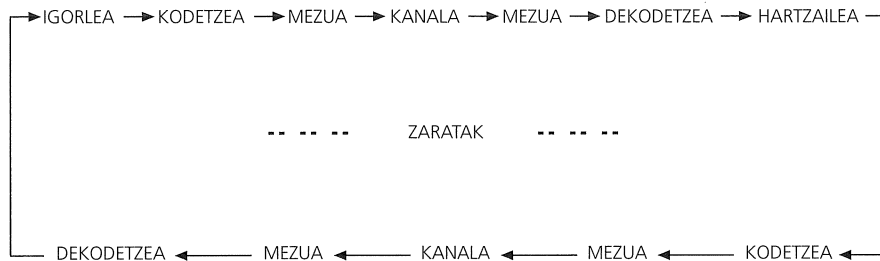 IGORLEA KODETZEA MEZUA KANALA MEZUA DEKODETZEA HARTZAILEA
ZARATAK
DEKODETZEA MEZUA KANALA MEZUA KODETZEA